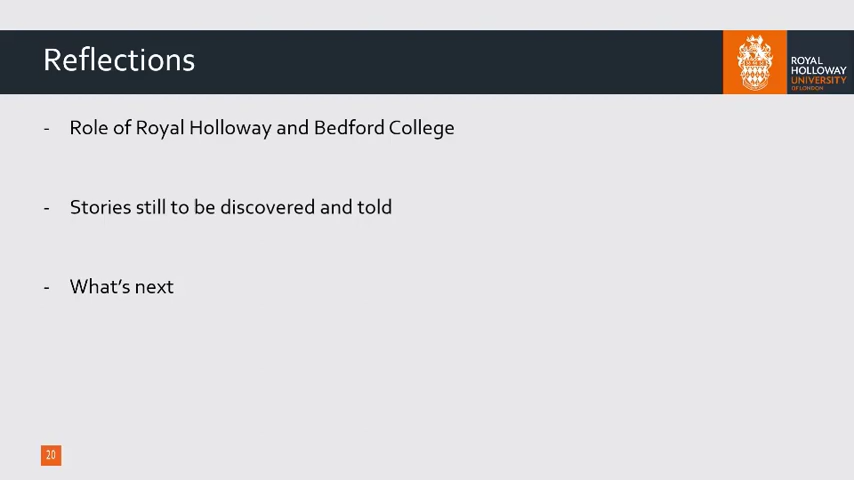 Reflections
ROYAL
HOLLOWAY
UNIVERSITY
OF LONDON
- Role of Royal Holloway and Bedford College
- Stories still to be discovered and told
- What's next
20